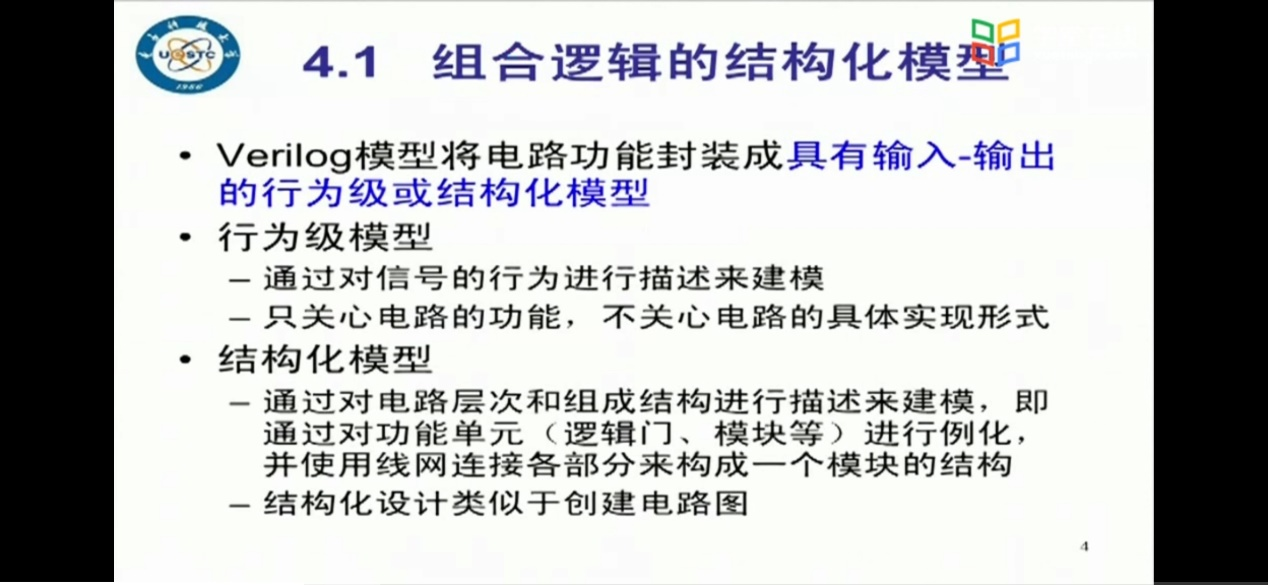 4.1 组合逻辑的结构化模型
• Verilog模型将电路功能封装成具有输入-输出
的行为级或结构化模型
• 行为级模型
– 通过对信号的行为进行描述来建模
– 只关心电路的功能，不关心电路的具体实现形式
• 结构化模型
– 通过对电路层次和组成结构进行描述来建模，即
通过对功能单元（逻辑门、模块等）进行例化，
并使用线网连接各部分来构成一个模块的结构
– 结构化设计类似于创建电路图
4